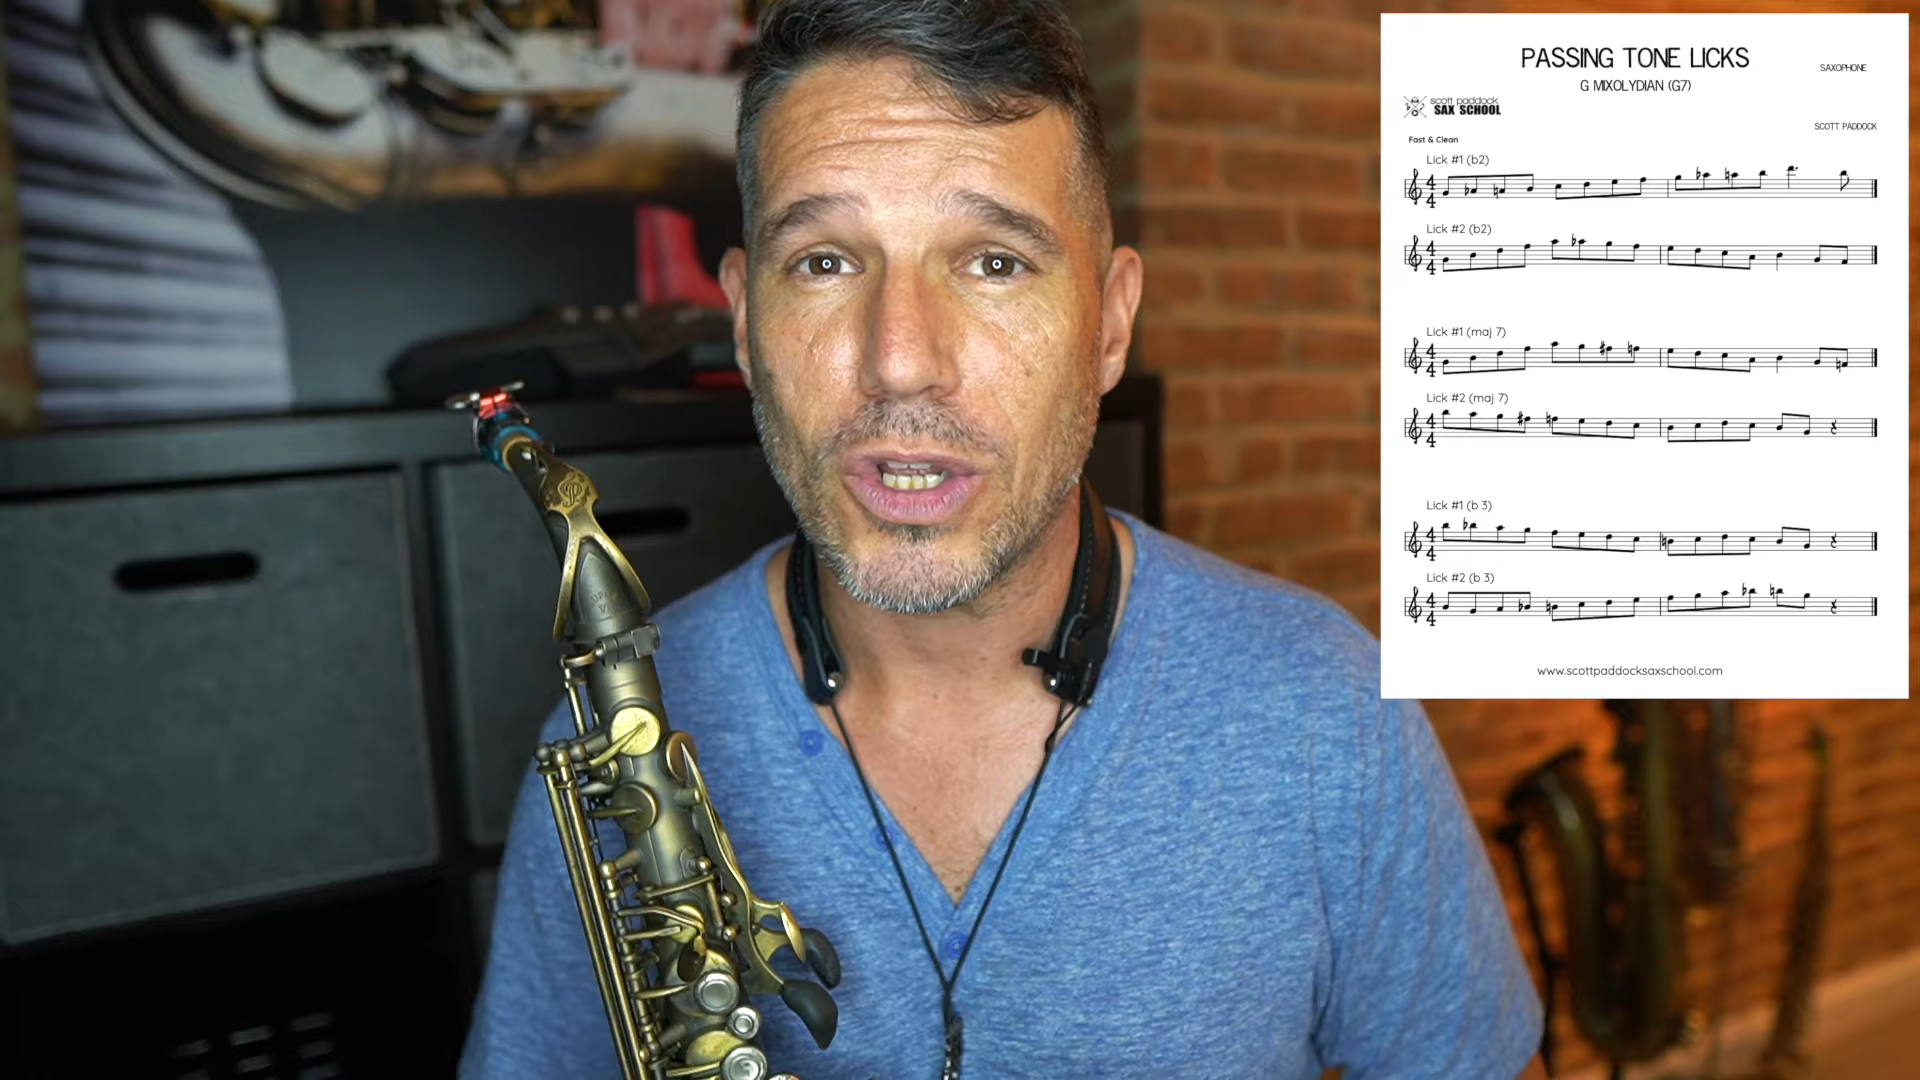 PASSING TONE LICKS
SAXOPHONE
G MIXOLYDIAN (G7)
scott paddock
SAX SCHOOL
SCOTT PADDOCK
Fast & Clean
Lick #1 (b2)
Lick #2 (b2)
Lick #1 (maj 7)
Lick #2 (maj 7)
Lick #1 (b 3)
Lick #2 (b 3)
www.scottpaddocksaxschool.com